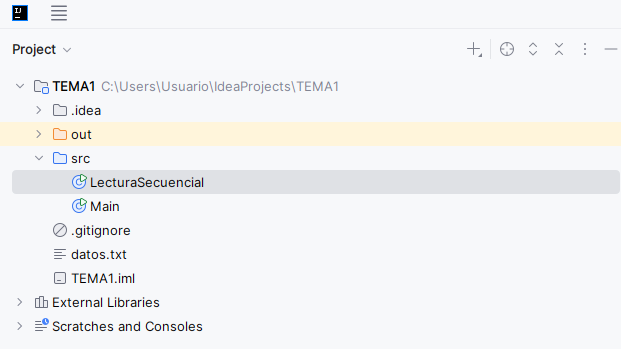 IJ
Project
TEMA1 C:\Users\Usuario\IdeaProjects\TEMA1
.idea
out
src
LecturaSecuencial
Main
.gitignore
datos.txt
TEMA1.iml
External Libraries
Scratches and Consoles